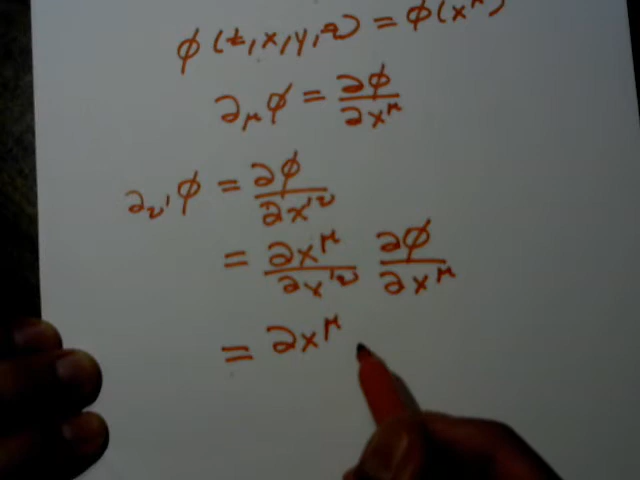 ϕ(t,x,y,z) = ϕ(x^μ)
∂_μ ϕ = ∂ϕ/∂x^μ
∂_ν' ϕ = ∂ϕ/∂x'^ν
= ∂x^μ/∂x'^ν ∂ϕ/∂x^μ
= ∂x^μ